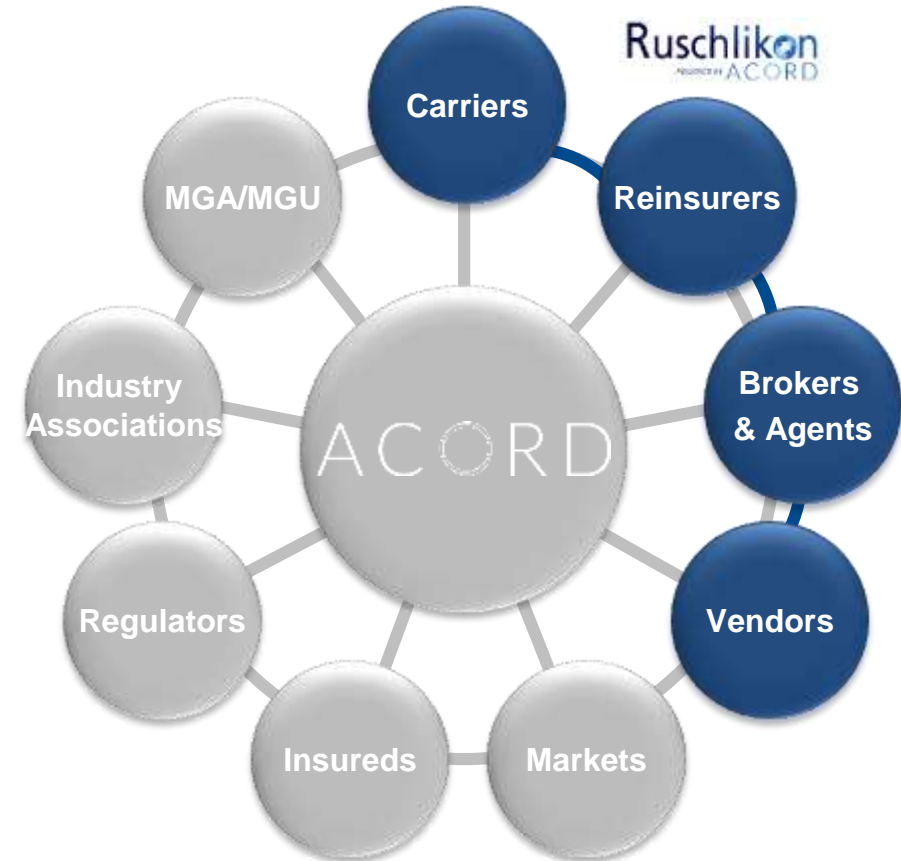 Ruschlikon
ACORD
Carriers
MGA/MGU
Reinsurers
Industry
Associations
Brokers
& Agents
ACORD
Regulators
Vendors
Insureds
Markets